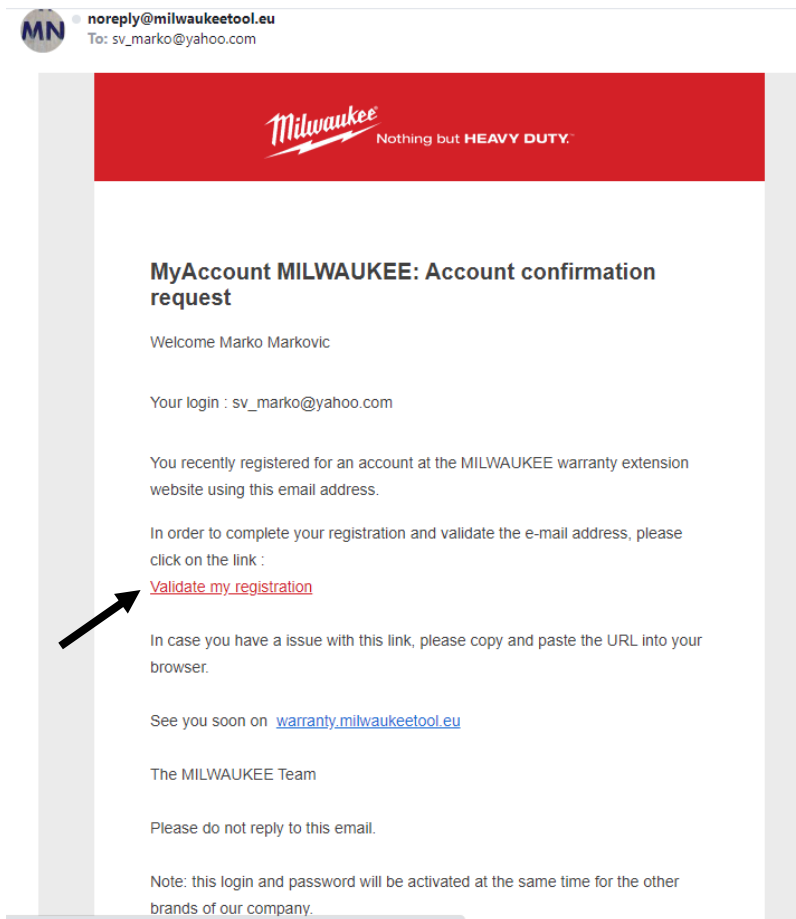 MN
noreply@milwaukeetool.eu
To: sv_marko@yahoo.com
Milwaukee
Nothing but HEAVY DUTY.™
MyAccount MILWAUKEE: Account confirmation
request
Welcome Marko Markovic
Your login : sv_marko@yahoo.com
You recently registered for an account at the MILWAUKEE warranty extension
website using this email address.
In order to complete your registration and validate the e-mail address, please
click on the link :
Validate my registration
In case you have a issue with this link, please copy and paste the URL into your
browser.
See you soon on warranty.milwaukeetool.eu
The MILWAUKEE Team
Please do not reply to this email.
Note: this login and password will be activated at the same time for the other
brands of our company.